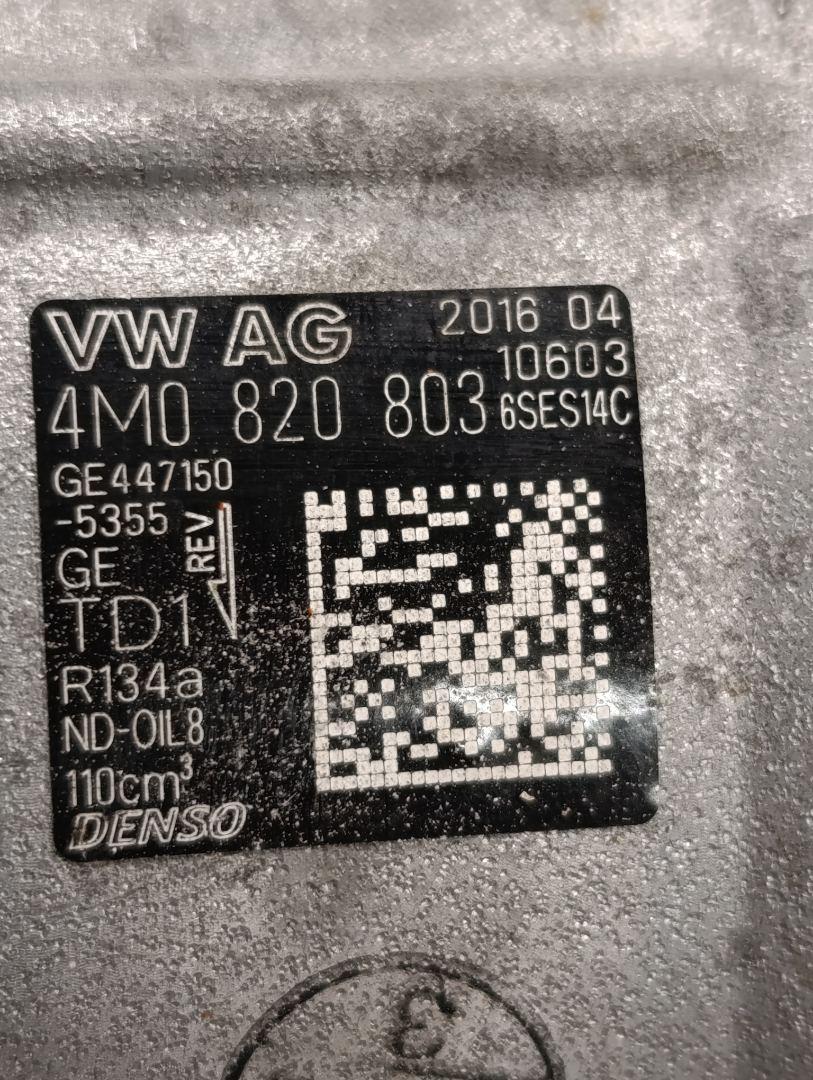 VW AG 2016 04
10603
4M0 820 803 6SES14C
GE447150
-5355
REV
GE
TD1
R134a
ND-OIL8
110cm³
DENSO
3